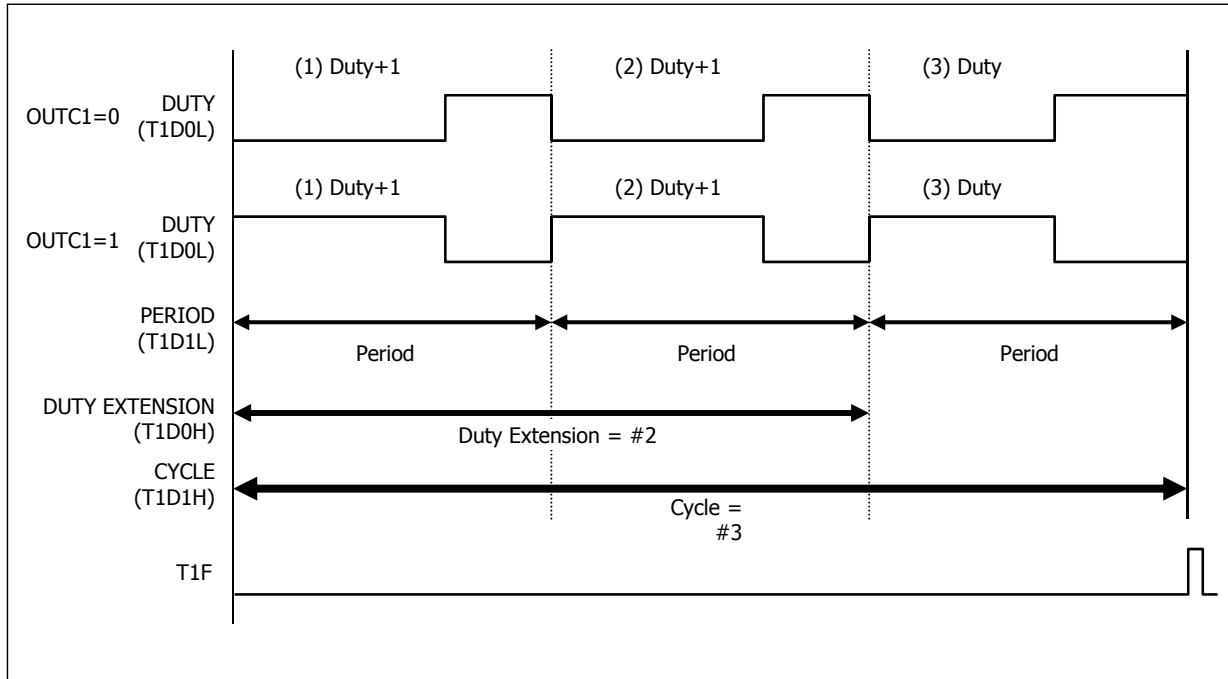 (1) Duty+1 (2) Duty+1 (3) Duty
OUTC1=0 DUTY
(T1D0L)
(1) Duty+1 (2) Duty+1 (3) Duty
OUTC1=1 DUTY
(T1D0L)
PERIOD
(T1D1L)
Period Period Period
DUTY EXTENSION
(T1D0H)
Duty Extension = #2
CYCLE
(T1D1H)
Cycle =
#3
T1F